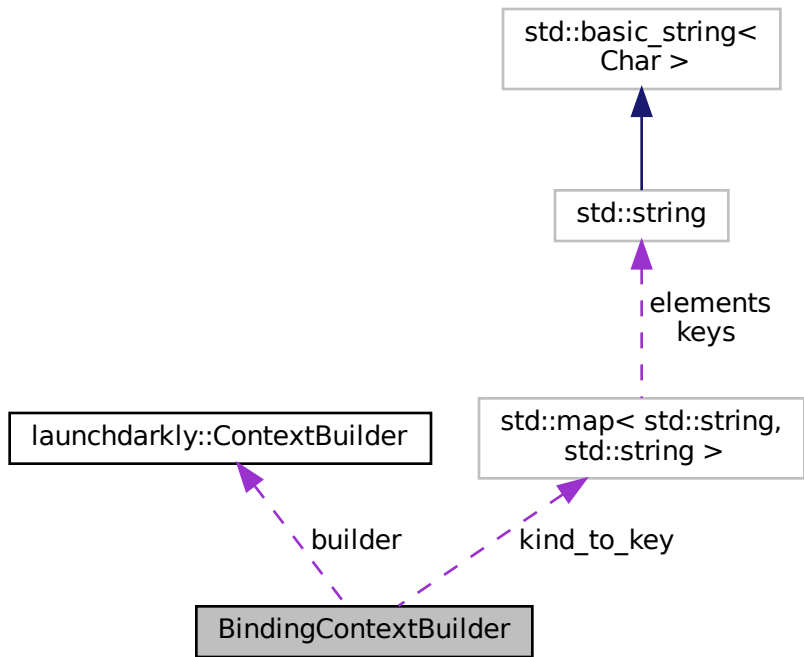 std::basic_string<
Char >
std::string
elements
keys
launchdarkly::ContextBuilder
std::map< std::string,
std::string >
builder
kind_to_key
BindingContextBuilder